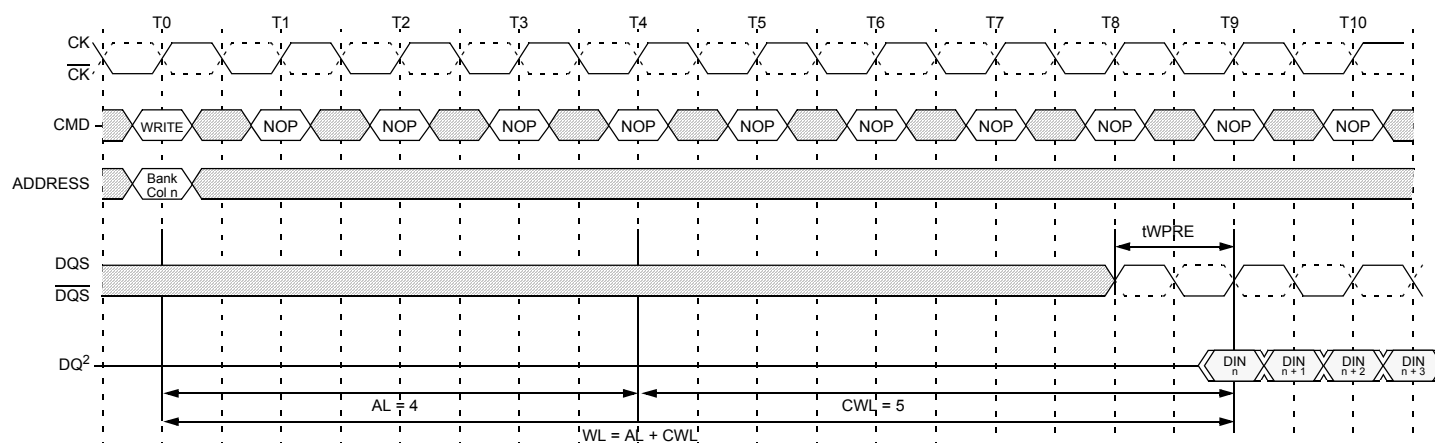 T0 T1 T2 T3 T4 T5 T6 T7 T8 T9 T10
CK
CK
CMD WRITE NOP NOP NOP NOP NOP NOP NOP NOP NOP NOP
ADDRESS Bank
Col n
tWPRE
DQS
DQS
DQ2 DIN n DIN n + 1 DIN n + 2 DIN n + 3
AL = 4 CWL = 5
WL = AL + CWL